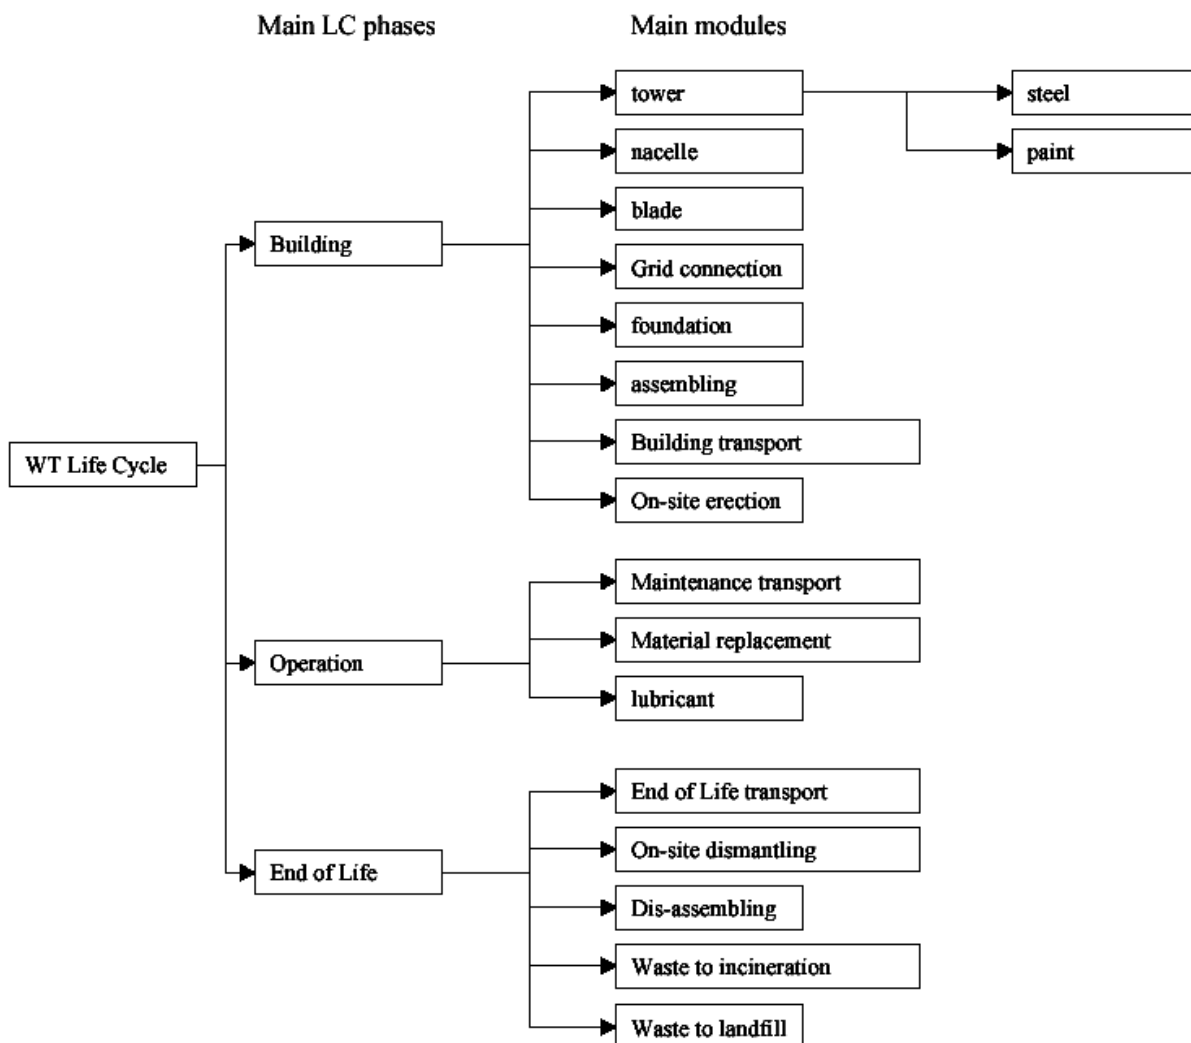 Main LC phases
Main modules
tower
steel
nacelle
paint
blade
Building
Grid connection
foundation
assembling
Building transport
WT Life Cycle
On-site erection
Maintenance transport
Operation
Material replacement
lubricant
End of Life transport
On-site dismantling
End of Life
Dis-assembling
Waste to incineration
Waste to landfill